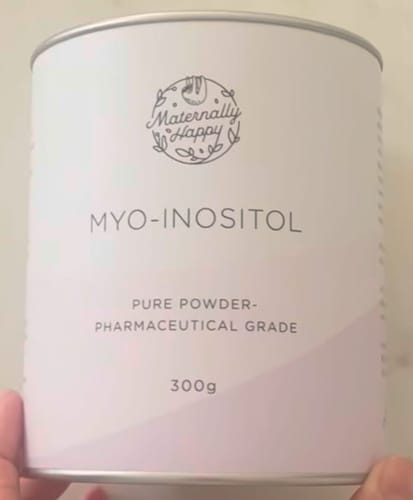 Maternally
Happy
MYO-INOSITOL
PURE POWDER-
PHARMACEUTICAL GRADE
300g